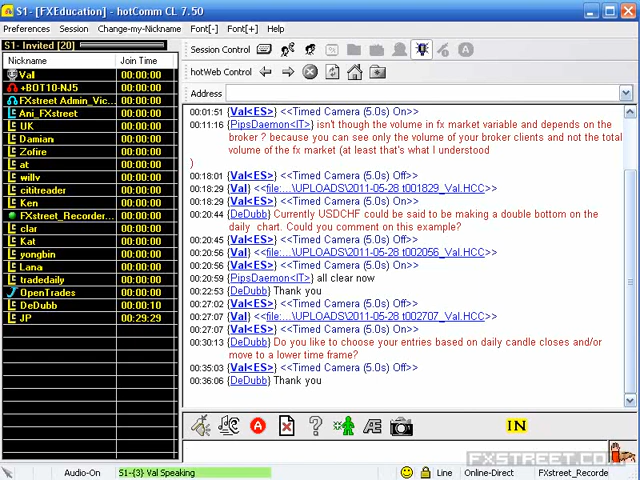 S1- [FXEducation] - hotComm CL 7.50
Preferences Session Change-my-Nickname Font[-] Font[+] Help
S1- Invited [20]
Session Control
Nickname Join Time
hotWeb Control
Address
Val 00:00:00
+BOT10-NJ5 00:00:00
FXstreet Admin_Vic... 00:00:00
Ani_FXstreet 00:00:00
UK 00:00:00
Damian 00:00:00
Zofire 00:00:00
at 00:00:00
willv 00:00:00
cititreader 00:00:00
Ken 00:00:00
FXstreet_Recorder... 00:00:00
clar 00:00:00
Kat 00:00:00
yongbin 00:00:00
Lana 00:00:00
tradedaily 00:00:00
OpenTrades 00:00:00
DeDubb 00:00:10
JP 00:29:29
00:01:51 {Val<ES>} <<Timed Camera (5.0s) On>>
00:11:16 {PipsDaemon<IT>} isn't though the volume in fx market variable and depends on the
broker ? because you can see only the volume of your broker clients and not the total
volume of the fx market (at least that's what I understood
)
00:18:01 {Val<ES>} <<Timed Camera (5.0s) Off>>
00:18:29 {Val} <<file:...\UPLOADS\2011-05-28 t001829_Val.HCC>>
00:18:29 {Val<ES>} <<Timed Camera (5.0s) On>>
00:20:44 {DeDubb} Currently USDCHF could be said to be making a double bottom on the
daily chart. Could you comment on this example?
00:20:45 {Val<ES>} <<Timed Camera (5.0s) Off>>
00:20:56 {Val} <<file:...\UPLOADS\2011-05-28 t002056_Val.HCC>>
00:20:56 {Val<ES>} <<Timed Camera (5.0s) On>>
00:20:59 {PipsDaemon<IT>} all clear now
00:22:53 {DeDubb} Thank you
00:27:02 {Val<ES>} <<Timed Camera (5.0s) Off>>
00:27:07 {Val} <<file:...\UPLOADS\2011-05-28 t002707_Val.HCC>>
00:27:07 {Val<ES>} <<Timed Camera (5.0s) On>>
00:30:13 {DeDubb} Do you like to choose your entries based on daily candle closes and/or
move to a lower time frame?
00:35:03 {Val<ES>} <<Timed Camera (5.0s) Off>>
00:36:06 {DeDubb} Thank you
IN
FXSTREET.COM
Audio-On S1-{3} Val Speaking Line Online-Direct FXstreet_Recorde